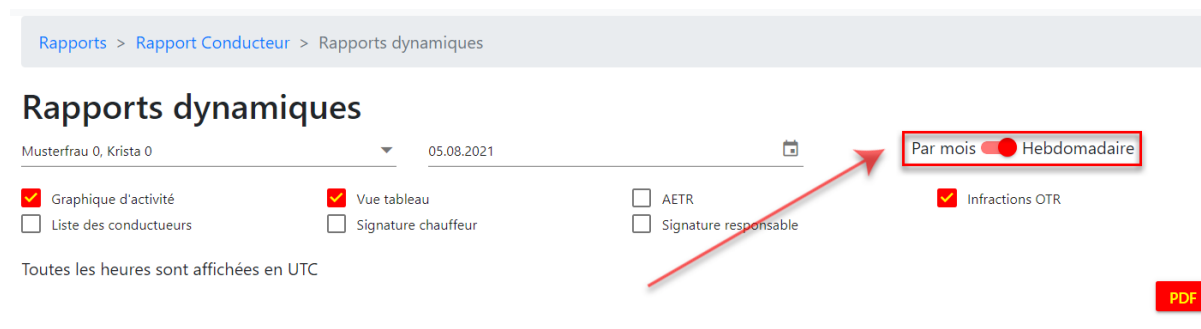 Rapports > Rapport Conducteur > Rapports dynamiques
Rapports dynamiques
Musterfrau 0, Krista 0 05.08.2021 Par mois Hebdomadaire
Graphique d'activité Vue tableau AETR Infractions OTR
Liste des conductueurs Signature chauffeur Signature responsable
Toutes les heures sont affichées en UTC
PDF